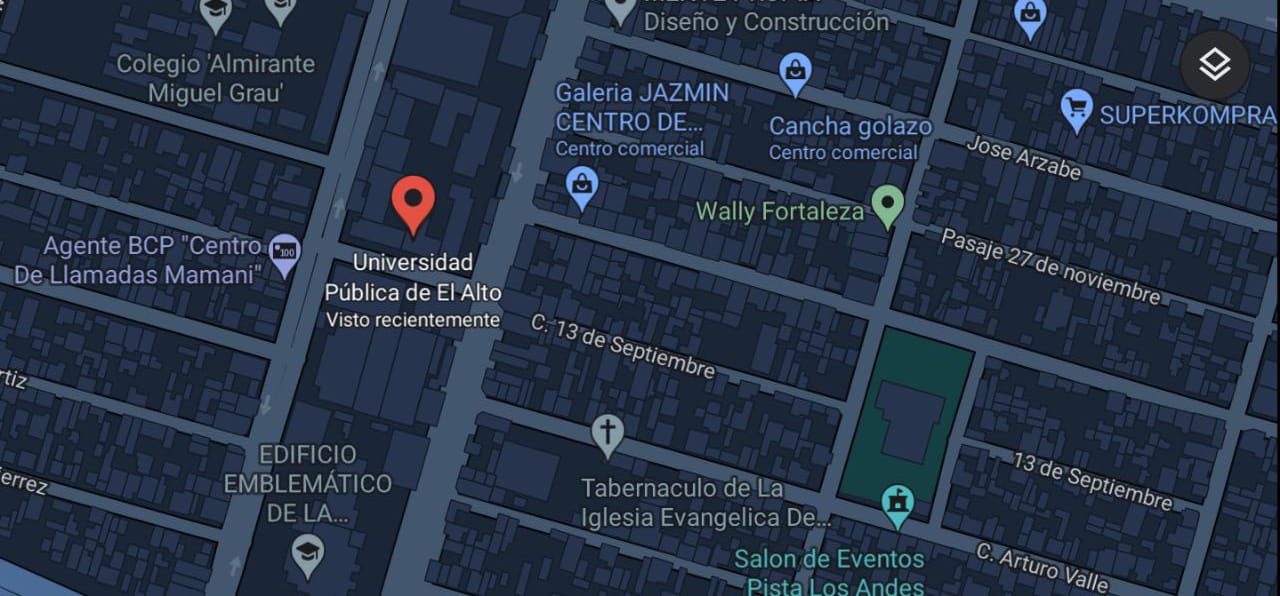 Diseño y Construcción
Colegio 'Almirante
Miguel Grau'
Galeria JAZMIN
CENTRO DE...
Centro comercial
Cancha golazo
Centro comercial
SUPERKOMPRA
Jose Arzabe
Wally Fortaleza
Pasaje 27 de noviembre
Agente BCP "Centro
De Llamadas Mamani"
100
Universidad
Pública de El Alto
Visto recientemente
C. 13 de Septiembre
rtiz
EDIFICIO
EMBLEMÁTICO
DE LA...
errez
Tabernaculo de La
Iglesia Evangelica De...
13 de Septiembre
Salon de Eventos
Pista Los Andes
C. Arturo Valle